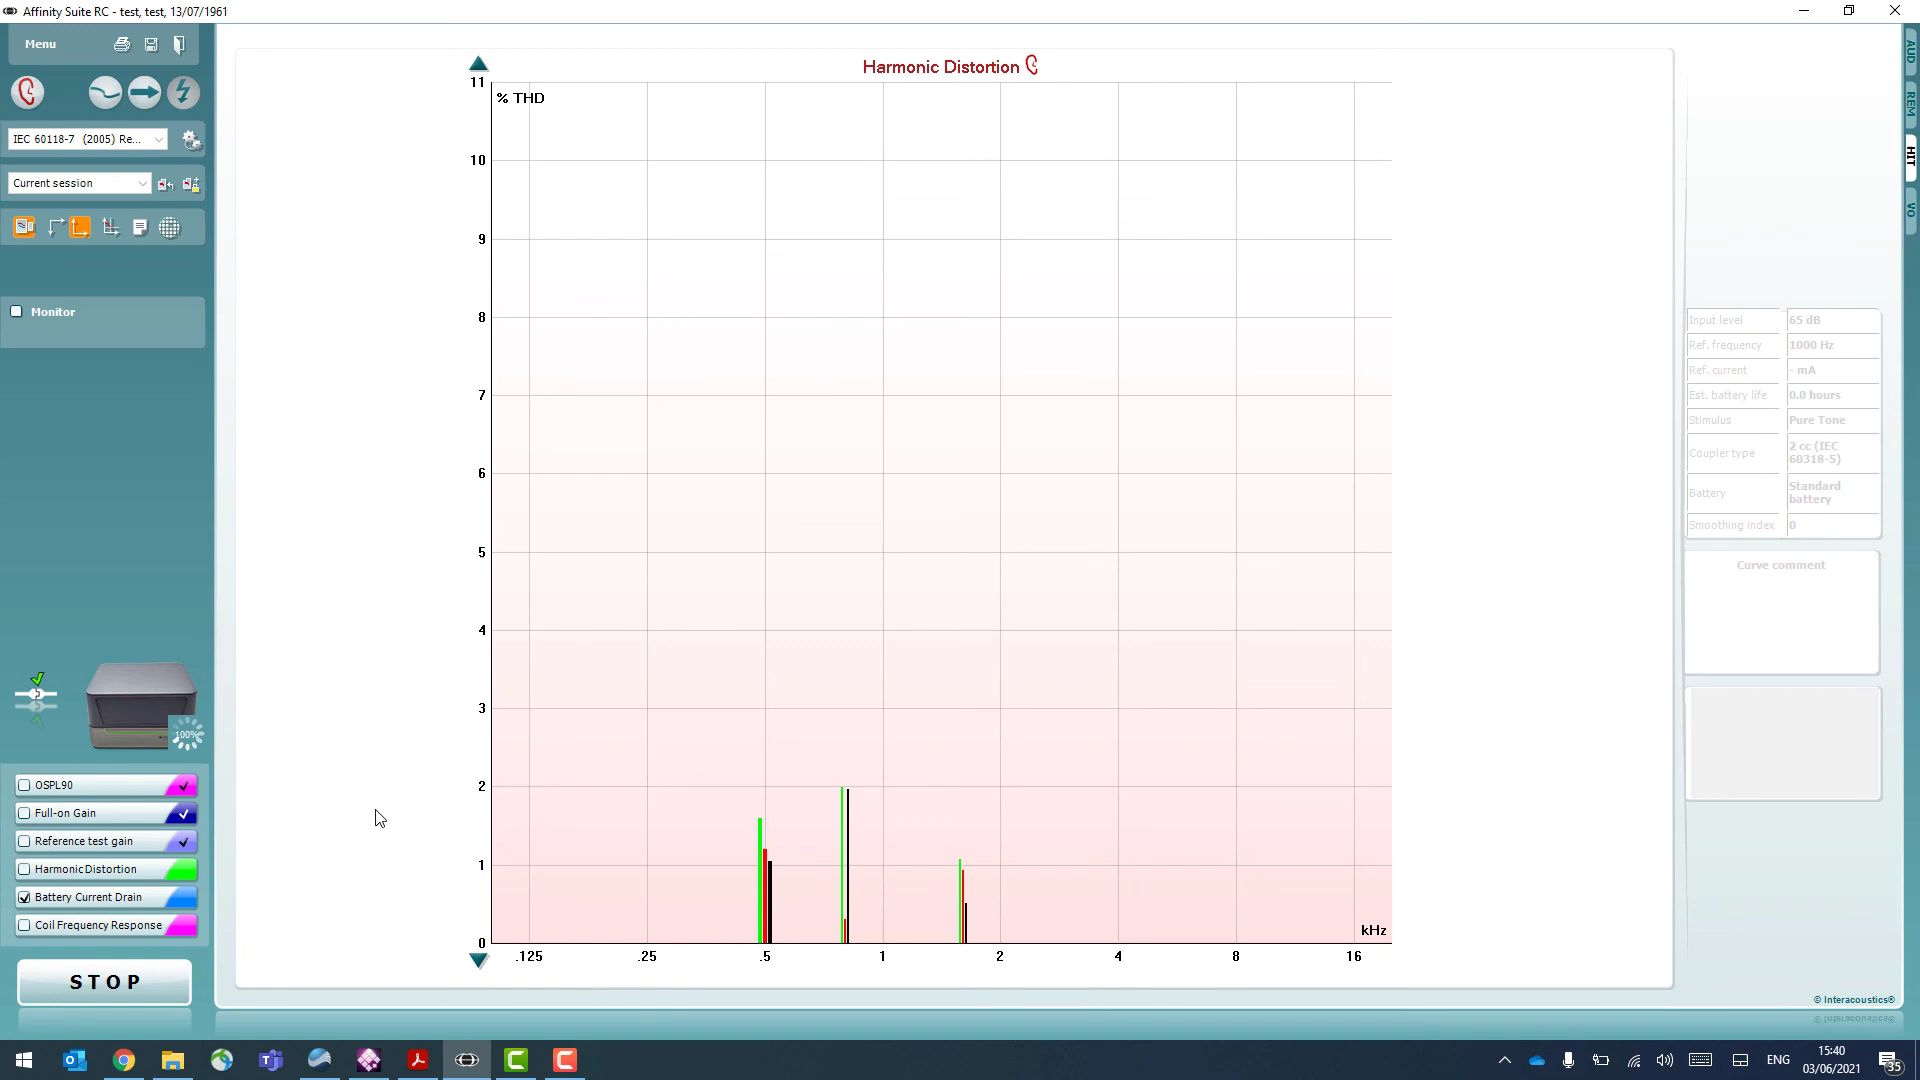 Affinity Suite RC - test, test, 13/07/1961
Menu
IEC 60118-7 (2005) Re...
Current session
Monitor
100%
OSPL90
Full-on Gain
Reference test gain
Harmonic Distortion
Battery Current Drain
Coil Frequency Response
STOP
Harmonic Distortion
% THD
11
10
9
8
7
6
5
4
3
2
1
0
kHz
.125 .25 .5 1 2 4 8 16
AUD
REM
HIT
VO
Input level 65 dB
Ref. frequency 1000 Hz
Ref. current - mA
Est. battery life 0.0 hours
Stimulus Pure Tone
Coupler type 2 cc (IEC
60318-5)
Battery Standard
battery
Smoothing index 0
Curve comment
© Interacoustics®
© Interacoustics®
ENG
15:40
03/06/2021
35